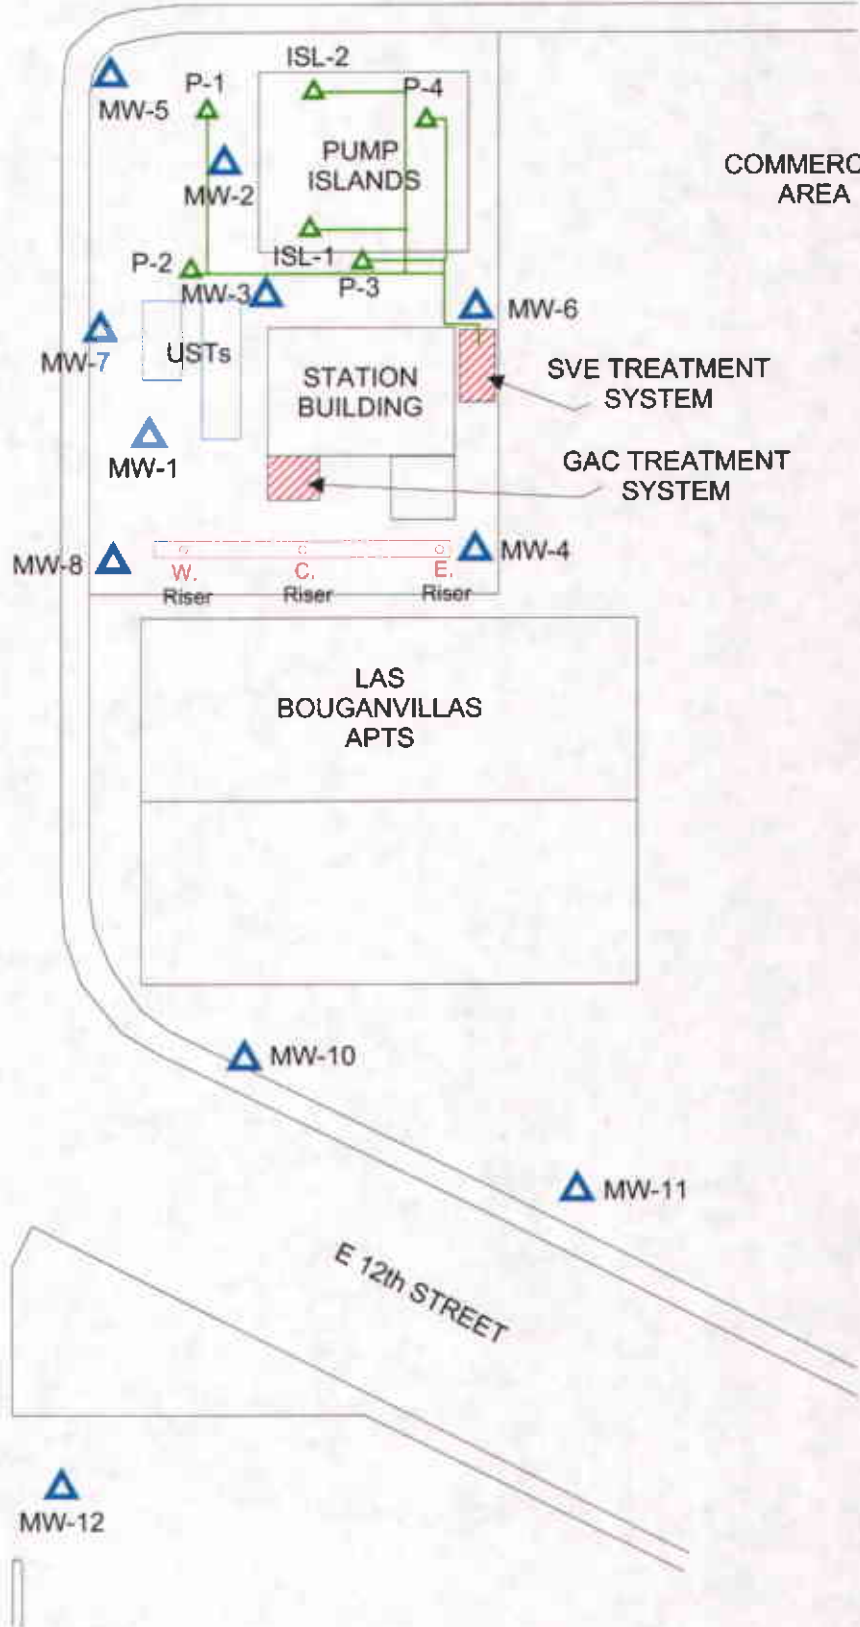 ISL-2
P-1
P-4
MW-5
PUMP
ISLANDS
COMMERC
AREA
MW-2
ISL-1
P-2
MW-3
P-3
MW-6
MW-7
USTs
STATION
BUILDING
SVE TREATMENT
SYSTEM
MW-1
GAC TREATMENT
SYSTEM
MW-8
MW-4
W.
Riser
C.
Riser
E.
Riser
LAS
BOUGANVILLAS
APTS
MW-10
MW-11
E 12th STREET
MW-12